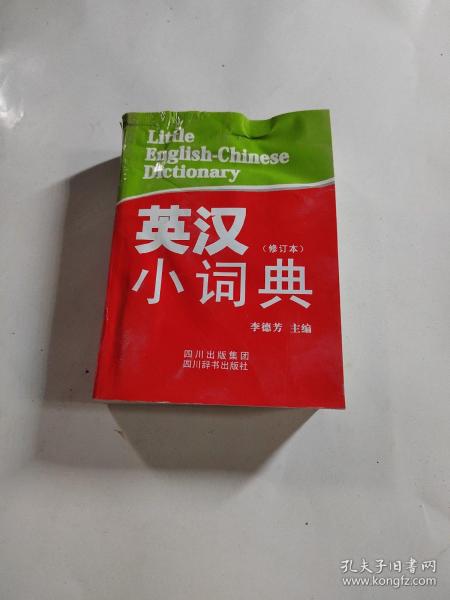 Little
English-Chinese
Dictionary
英汉
（修订本）
小词典
李德芳 主编
四川出版集团
四川辞书出版社
孔夫子旧书网
www.kongfz.com